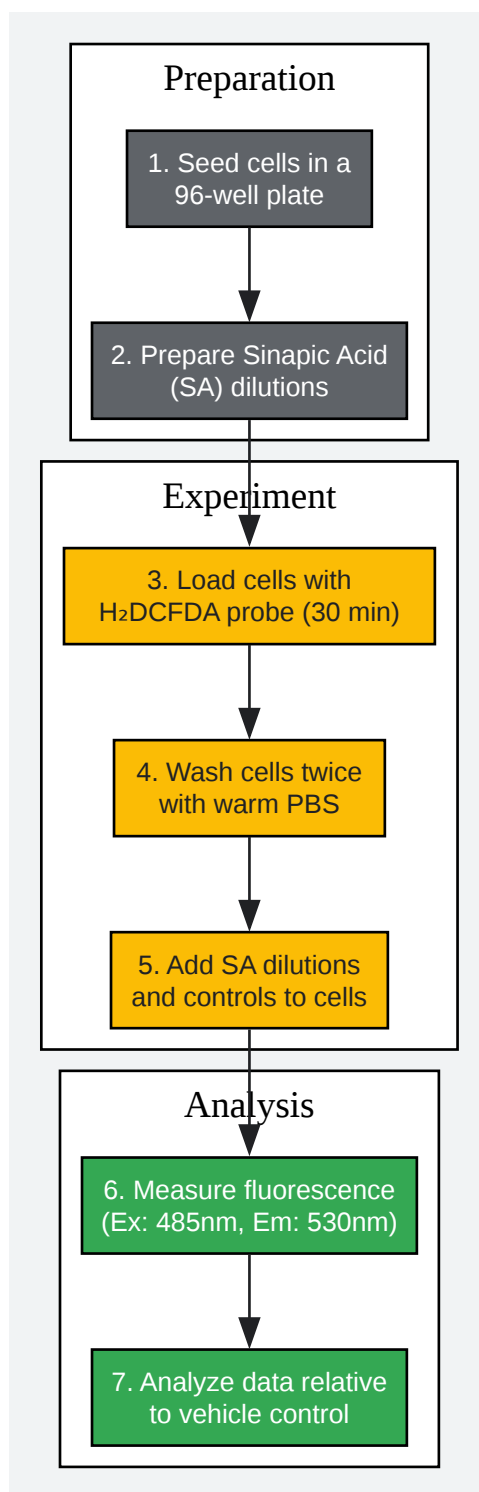 Preparation
1. Seed cells in a
96-well plate
2. Prepare Sinapic Acid
(SA) dilutions
Experiment
3. Load cells with
H₂DCFDA probe (30 min)
4. Wash cells twice
with warm PBS
5. Add SA dilutions
and controls to cells
Analysis
6. Measure fluorescence
(Ex: 485nm, Em: 530nm)
7. Analyze data relative
to vehicle control